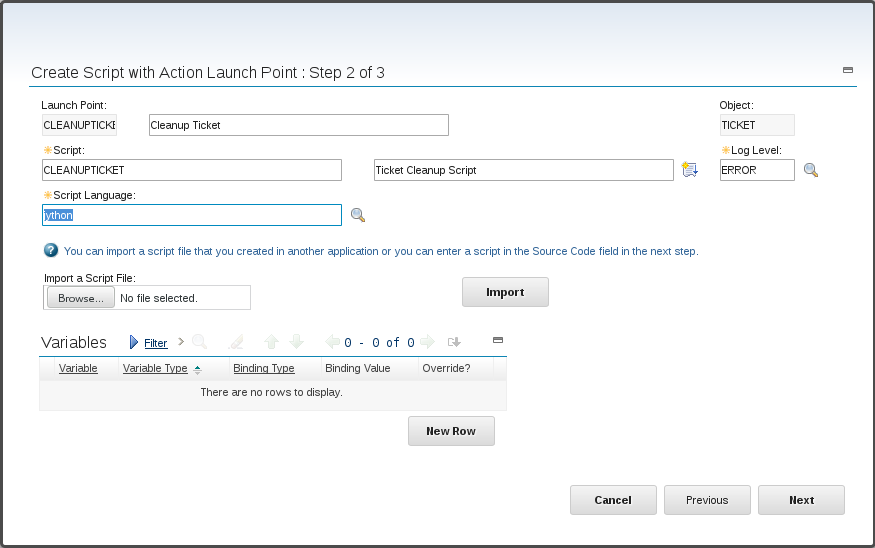 Create Script with Action Launch Point : Step 2 of 3
Launch Point:
Object:
CLEANUPTICKE
Cleanup Ticket
TICKET
Script:
Log Level:
CLEANUPTICKET
Ticket Cleanup Script
ERROR
Script Language:
jython
You can import a script file that you created in another application or you can enter a script in the Source Code field in the next step.
Import a Script File:
Browse... No file selected.
Import
Variables Filter 0 - 0 of 0
Variable Variable Type Binding Type Binding Value Override?
There are no rows to display.
New Row
Cancel Previous Next